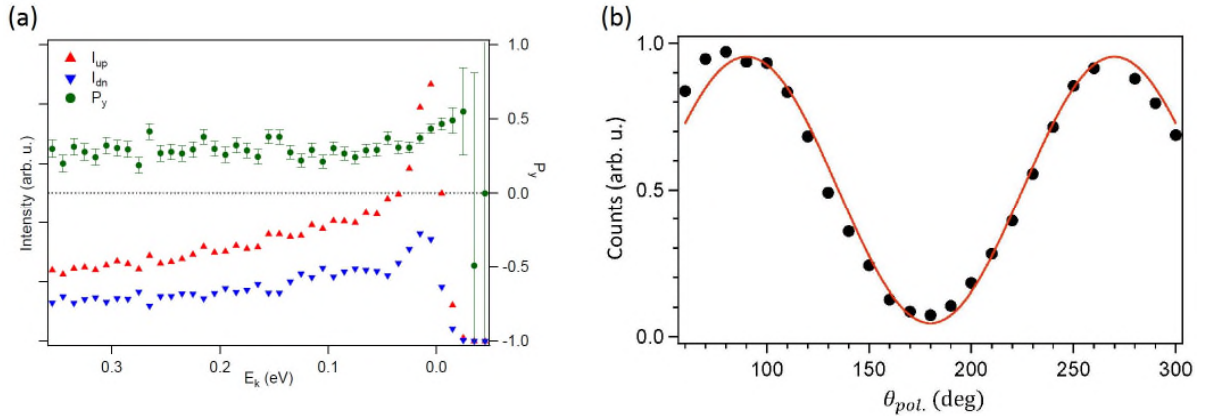 (a)
I_up
I_dn
P_y
Intensity (arb. u.)
1.0
0.5
0.0
-0.5
-1.0
P_y
0.3
0.2
0.1
0.0
E_k (eV)
(b)
Counts (arb. u.)
1.0
0.5
0.0
100
150
200
250
300
θ_pol. (deg)